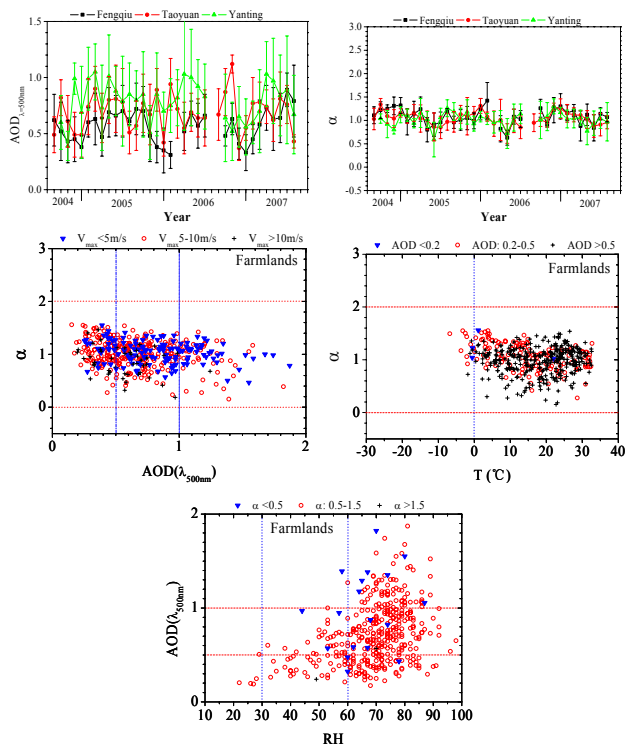 Fengqiu Taoyuan Yanting
1.5
1.0
0.5
0.0
AODλ=500nm
2004 2005 2006 2007
Year
Fengqiu Taoyuan Yanting
3.0
2.5
2.0
1.5
1.0
0.5
0.0
-0.5
α
2004 2005 2006 2007
Year
Vmax<5m/s Vmax5-10m/s Vmax>10m/s
Farmlands
3
2
1
0
α
0 1 2
AOD(λ500nm)
AOD <0.2 AOD: 0.2-0.5 AOD >0.5
Farmlands
3
2
1
0
α
-30 -20 -10 0 10 20 30 40
T (℃)
α <0.5 α: 0.5-1.5 α >1.5
Farmlands
2
1
0
AOD(λ500nm)
10 20 30 40 50 60 70 80 90 100
RH